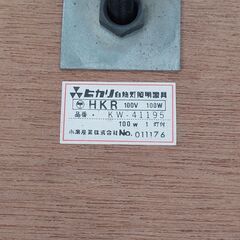 ヒカリ白熱灯照明器具
HKR 100V 100W
品番・ KW-41195
100w 1 灯付
小泉産業株式会社 No. 011176